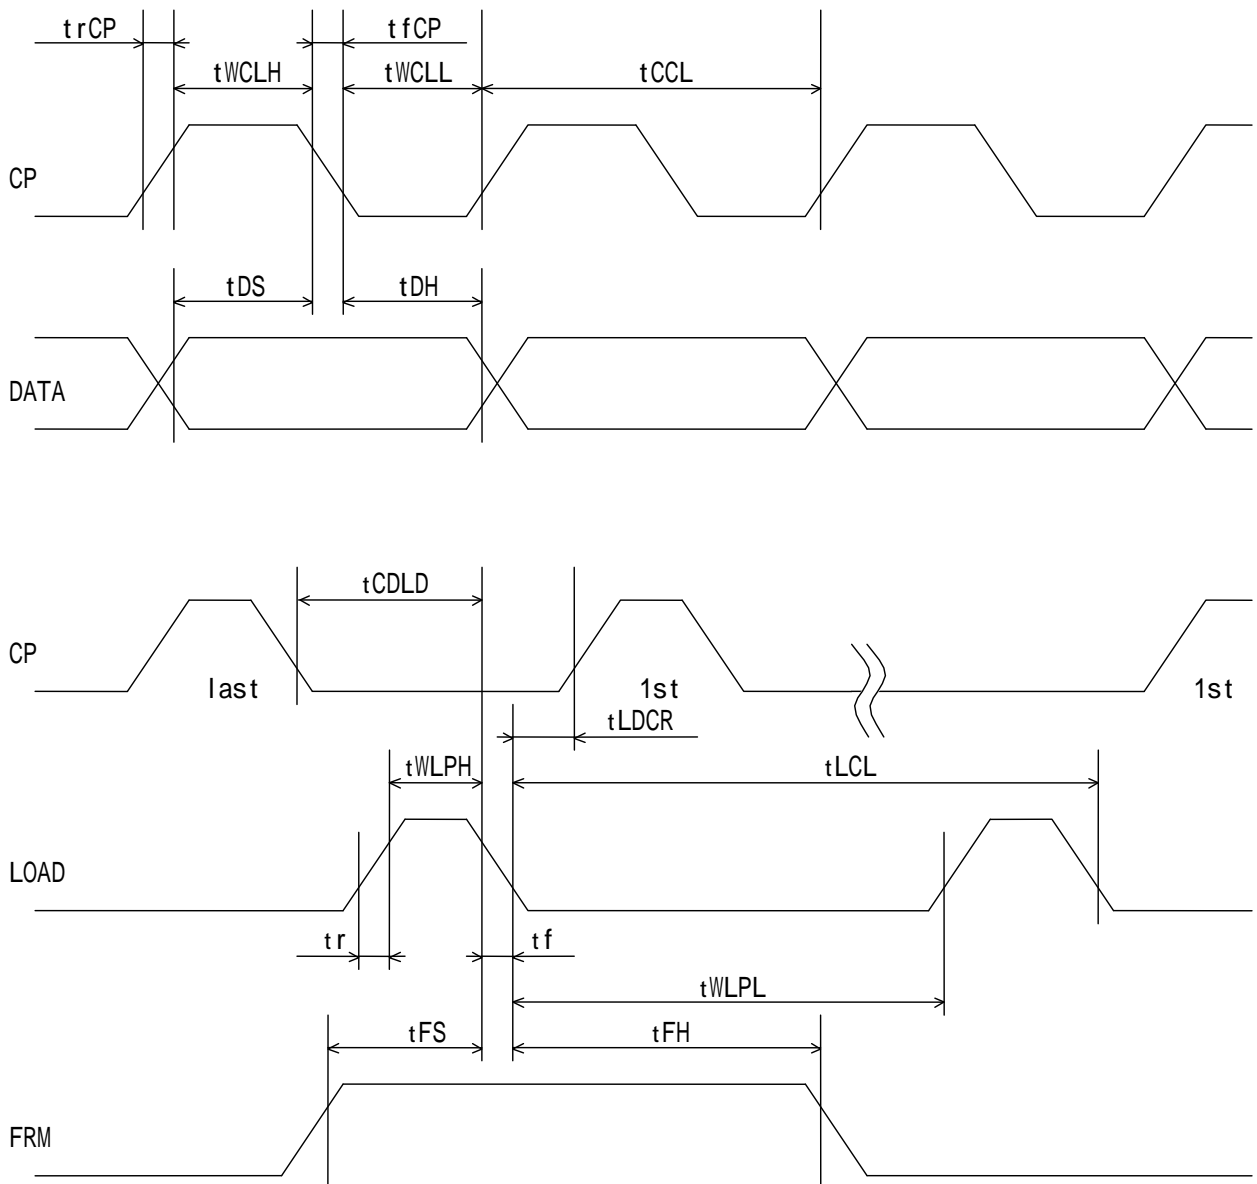 trCP tfCP
tWCLH tWCLL tCCL
CP
tDS tDH
DATA
tCDLD
CP
last 1st 1st
tLDCR
tWLPH tLCL
LOAD
tr tf
tWLPL
tFS tFH
FRM